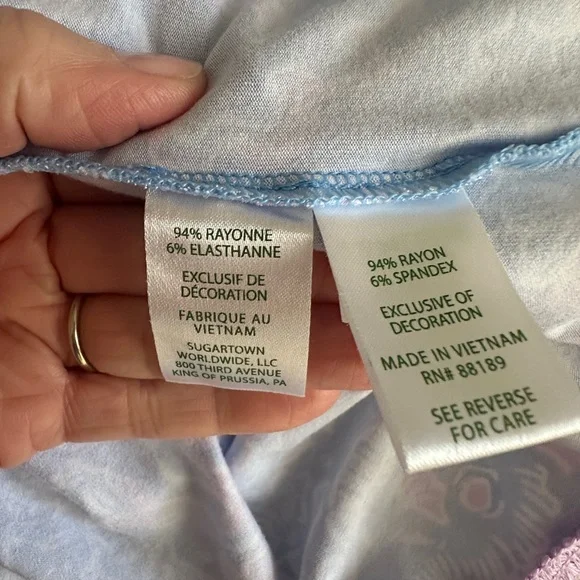 94% RAYONNE
6% ELASTHANNE
EXCLUSIF DE
DÉCORATION
FABRIQUE AU
VIETNAM
SUGARTOWN
WORLDWIDE, LLC
800 THIRD AVENUE
KING OF PRUSSIA, PA
94% RAYON
6% SPANDEX
EXCLUSIVE OF
DECORATION
MADE IN VIETNAM
RN# 88189
SEE REVERSE
FOR CARE